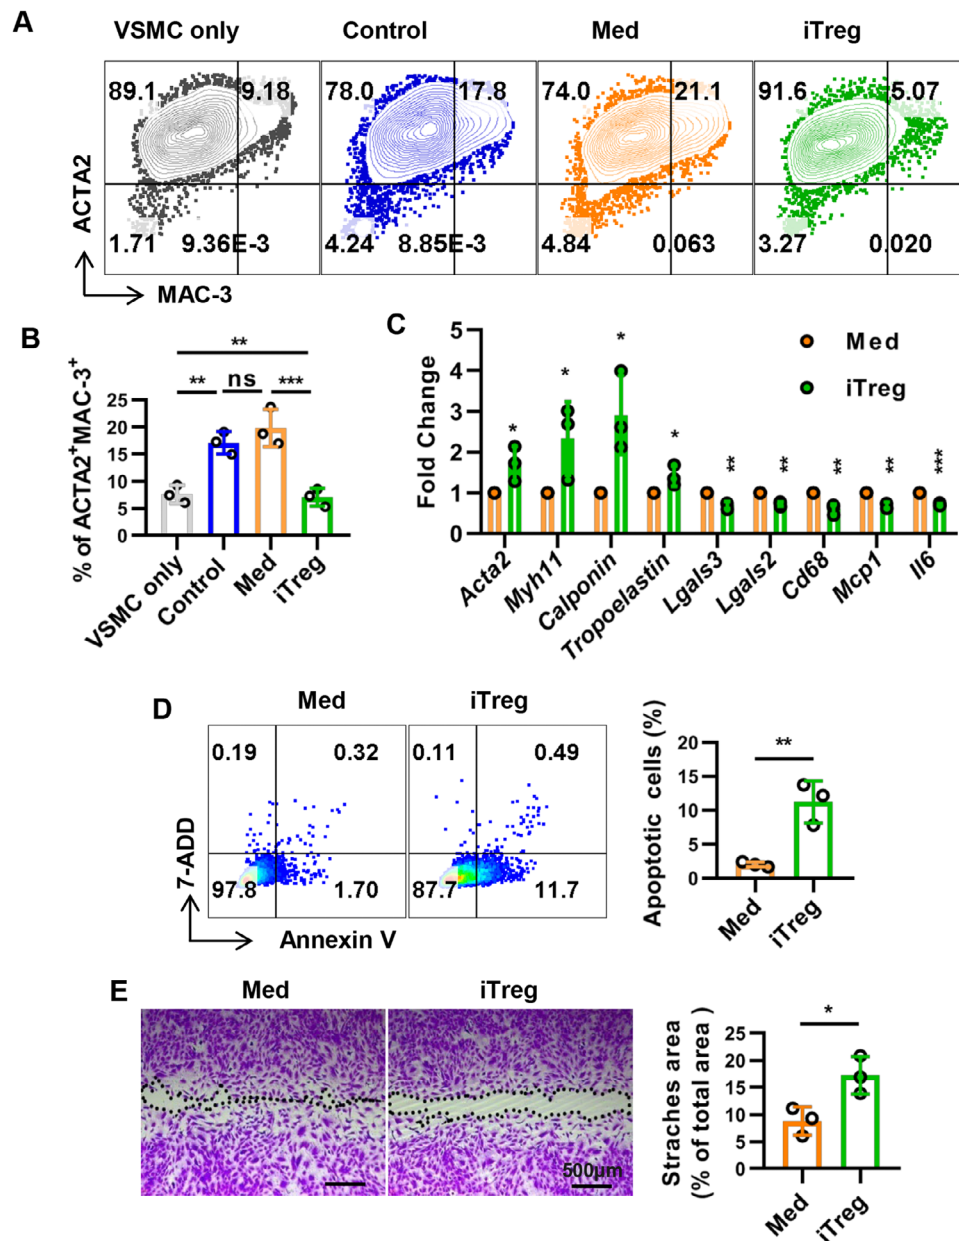 A
VSMC only Control Med iTreg
89.1 9.18 78.0 17.8 74.0 21.1 91.6 5.07
ACTA2
1.71 9.36E-3 4.24 8.85E-3 4.84 0.063 3.27 0.020
MAC-3
B
% of ACTA2+MAC-3+
**
** ns ***
25
20
15
10
5
0
VSMC only Control Med iTreg
C
Fold Change
5
4
3
2
1
0
Med
iTreg
* * * * ** ** ** ** ***
Acta2 Myh11 Calponin Tropoelastin Lgals3 Lgals2 Cd68 Mcp1 Il6
D
Med iTreg
0.19 0.32 0.11 0.49
7-ADD
97.8 1.70 87.7 11.7
Annexin V
Apoptotic cells (%)
20
15
10
5
0
**
Med iTreg
E
Med iTreg
500μm
Straches area
(% of total area)
25
20
15
10
5
0
*
Med iTreg